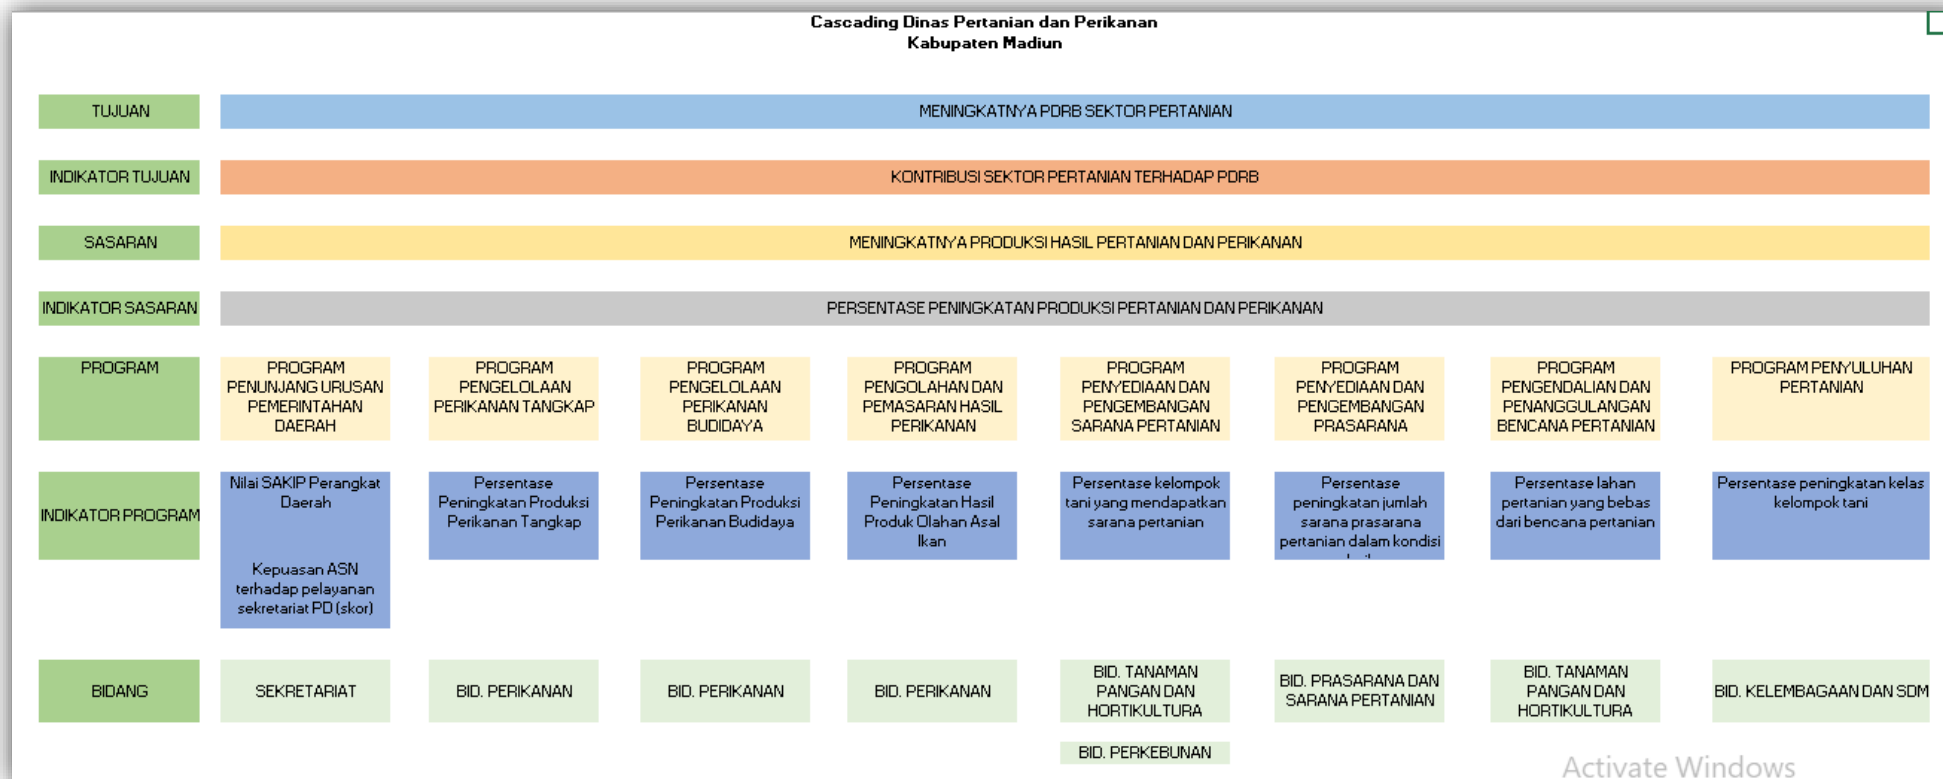 Cascading Dinas Pertanian dan Perikanan
Kabupaten Madiun
TUJUAN
MENINGKATNYA PDRB SEKTOR PERTANIAN
INDIKATOR TUJUAN
KONTRIBUSI SEKTOR PERTANIAN TERHADAP PDRB
SASARAN
MENINGKATNYA PRODUKSI HASIL PERTANIAN DAN PERIKANAN
INDIKATOR SASARAN
PERSENTASE PENINGKATAN PRODUKSI PERTANIAN DAN PERIKANAN
PROGRAM
PROGRAM
PENUNJANG URUSAN
PEMERINTAHAN
DAERAH
PROGRAM
PENGELOLAAN
PERIKANAN TANGKAP
PROGRAM
PENGELOLAAN
PERIKANAN
BUDIDAYA
PROGRAM
PENGOLAHAN DAN
PEMASARAN HASIL
PERIKANAN
PROGRAM
PENYEDIAAN DAN
PENGEMBANGAN
SARANA PERTANIAN
PROGRAM
PENYEDIAAN DAN
PENGEMBANGAN
PRASARANA
PROGRAM
PENGENDALIAN DAN
PENANGGULANGAN
BENCANA PERTANIAN
PROGRAM PENYULUHAN
PERTANIAN
INDIKATOR PROGRAM
Nilai SAKIP Perangkat
Daerah
Kepuasan ASN
terhadap pelayanan
sekretariat PD (skor)
Persentase
Peningkatan Produksi
Perikanan Tangkap
Persentase
Peningkatan Produksi
Perikanan Budidaya
Persentase
Peningkatan Hasil
Produk Olahan Asal
Ikan
Persentase kelompok
tani yang mendapatkan
sarana pertanian
Persentase
peningkatan jumlah
sarana prasarana
pertanian dalam kondisi
Persentase lahan
pertanian yang bebas
dari bencana pertanian
Persentase peningkatan kelas
kelompok tani
BIDANG
SEKRETARIAT
BID. PERIKANAN
BID. PERIKANAN
BID. PERIKANAN
BID. TANAMAN
PANGAN DAN
HORTIKULTURA
BID. PRASARANA DAN
SARANA PERTANIAN
BID. TANAMAN
PANGAN DAN
HORTIKULTURA
BID. KELEMBAGAAN DAN SDM
BID. PERKEBUNAN
Activate Windows